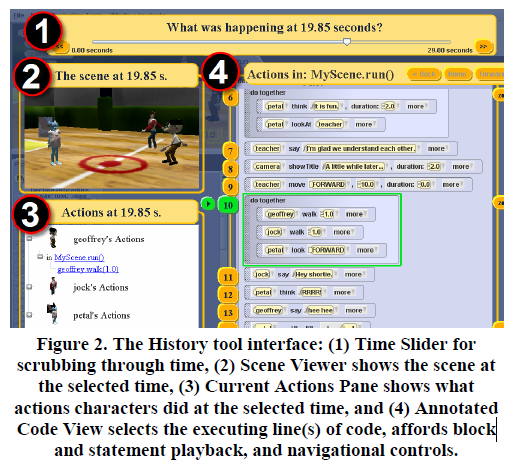 1
What was happening at 19.85 seconds?
<<
0.00 seconds
29.00 seconds
>>
2
The scene at 19.85 s.
3
Actions at 19.85 s.
geoffrey's Actions
in MyScene.run()
geoffrey.walk(1.0)
jock's Actions
petal's Actions
4
Actions in: MyScene.run()
6
do together
petal think /It is fun. , duration: 2.0 more
petal lookAt teacher more
7
teacher say /I'm glad we understand each other. more
8
camera showTitle /A little while later... , duration: 2.0 more
9
teacher move FORWARD , 10.0 , duration: 0.0 more
10
do together
geoffrey walk 1.0 more
jock walk 1.0 more
petal look FORWARD more
11
jock say /Hey shortie. more
12
petal think /RRRR! more
13
geoffrey say /hee hee more
Figure 2. The History tool interface: (1) Time Slider for
scrubbing through time, (2) Scene Viewer shows the scene at
the selected time, (3) Current Actions Pane shows what
actions characters did at the selected time, and (4) Annotated
Code View selects the executing line(s) of code, affords block
and statement playback, and navigational controls.